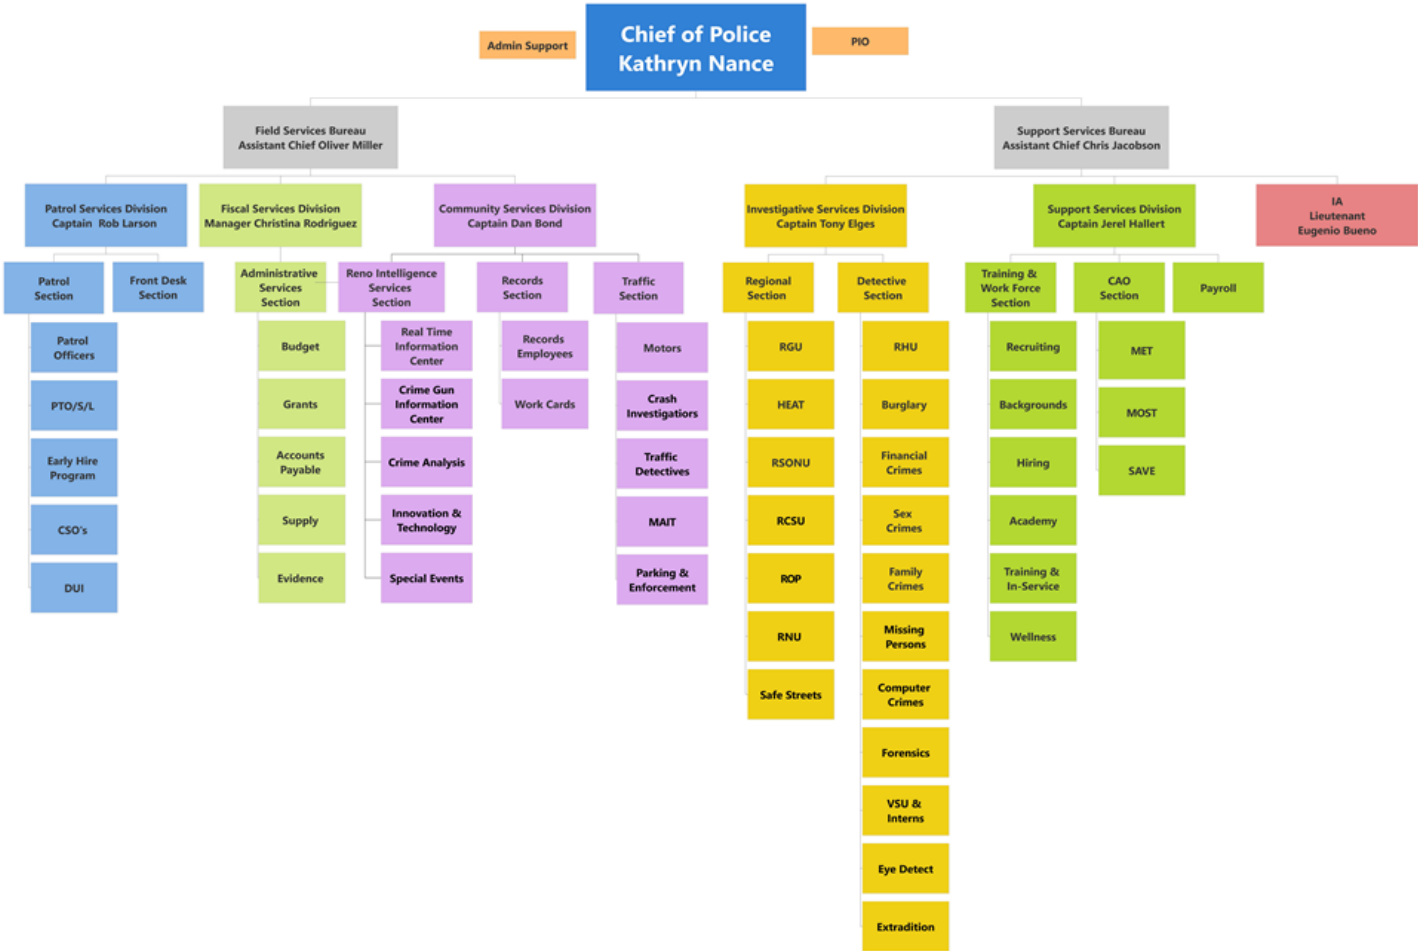 Chief of Police
Kathryn Nance
Admin Support
PIO
Field Services Bureau
Assistant Chief Oliver Miller
Support Services Bureau
Assistant Chief Chris Jacobson
Patrol Services Division
Captain Rob Larson
Fiscal Services Division
Manager Christina Rodriguez
Community Services Division
Captain Dan Bond
Investigative Services Division
Captain Tony Elges
Support Services Division
Captain Jerel Hallert
IA
Lieutenant
Eugenio Bueno
Patrol
Section
Front Desk
Section
Administrative
Services
Section
Reno Intelligence
Services
Section
Records
Section
Traffic
Section
Regional
Section
Detective
Section
Training &
Work Force
Section
CAO
Section
Payroll
Patrol
Officers
PTO/S/L
Early Hire
Program
CSO's
DUI
Budget
Grants
Accounts
Payable
Supply
Evidence
Real Time
Information
Center
Crime Gun
Information
Center
Crime Analysis
Innovation &
Technology
Special Events
Records
Employees
Work Cards
Motors
Crash
Investigatiors
Traffic
Detectives
MAIT
Parking &
Enforcement
RGU
HEAT
RSONU
RCSU
ROP
RNU
Safe Streets
RHU
Burglary
Financial
Crimes
Sex
Crimes
Family
Crimes
Missing
Persons
Computer
Crimes
Forensics
VSU &
Interns
Eye Detect
Extradition
Recruiting
Backgrounds
Hiring
Academy
Training &
In-Service
Wellness
MET
MOST
SAVE